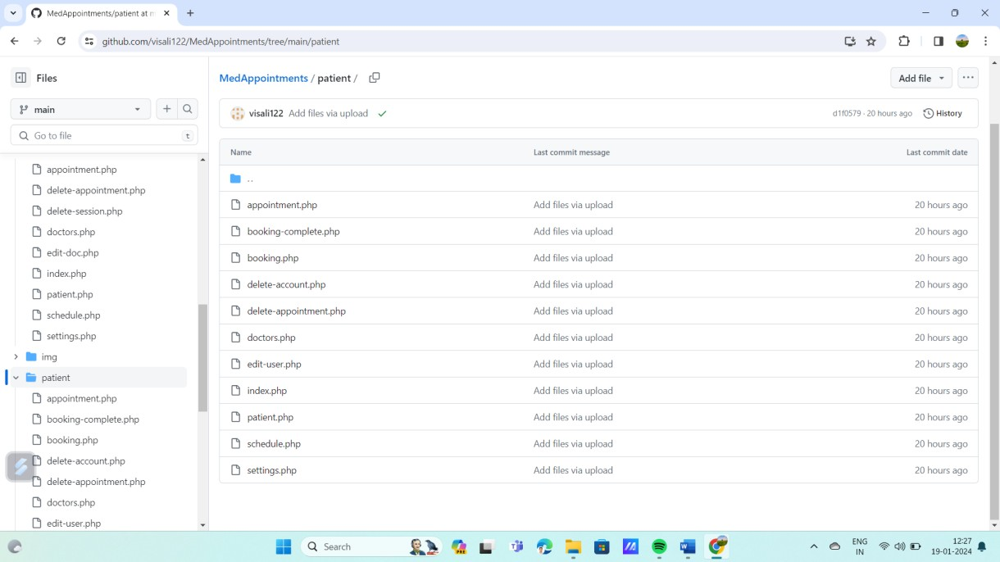 MedAppointments/patient at m
github.com/visali122/MedAppointments/tree/main/patient
Files
main
Go to file
t
appointment.php
delete-appointment.php
delete-session.php
doctors.php
edit-doc.php
index.php
patient.php
schedule.php
settings.php
img
patient
appointment.php
booking-complete.php
booking.php
delete-account.php
delete-appointment.php
doctors.php
edit-user.php
MedAppointments / patient /
Add file
visali122 Add files via upload
d1f0579 · 20 hours ago
History
Name Last commit message Last commit date
..
appointment.php Add files via upload 20 hours ago
booking-complete.php Add files via upload 20 hours ago
booking.php Add files via upload 20 hours ago
delete-account.php Add files via upload 20 hours ago
delete-appointment.php Add files via upload 20 hours ago
doctors.php Add files via upload 20 hours ago
edit-user.php Add files via upload 20 hours ago
index.php Add files via upload 20 hours ago
patient.php Add files via upload 20 hours ago
schedule.php Add files via upload 20 hours ago
settings.php Add files via upload 20 hours ago
Search
PRE
ENG
IN
12:27
19-01-2024